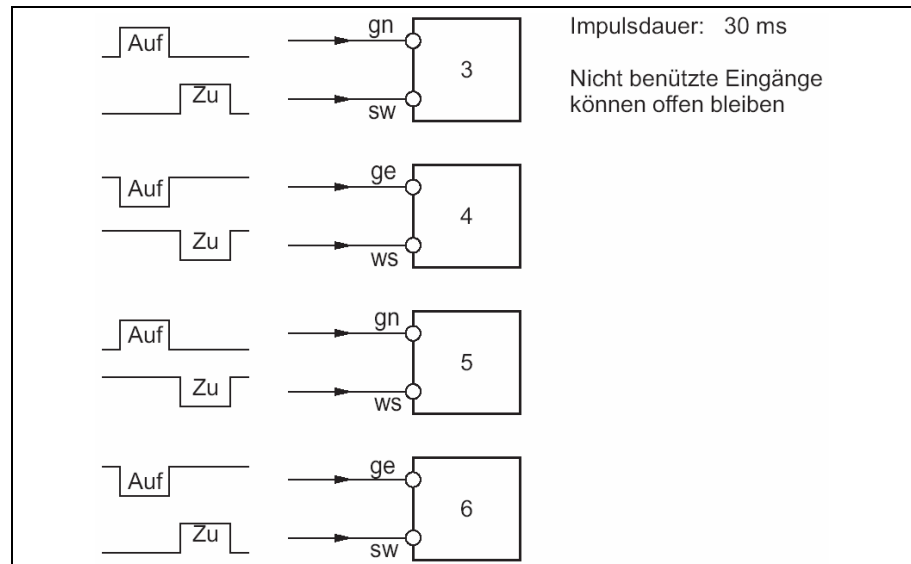 Auf
gn
Impulsdauer: 30 ms
3
Nicht benützte Eingänge
können offen bleiben
Zu
sw
Auf
ge
4
Zu
ws
Auf
gn
5
Zu
ws
Auf
ge
6
Zu
sw